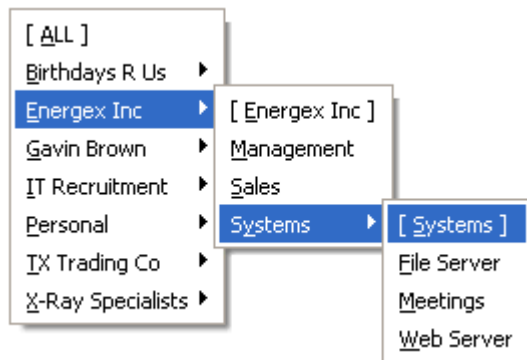 [ ALL ]
Birthdays R Us
Energex Inc
Gavin Brown
IT Recruitment
Personal
TX Trading Co
X-Ray Specialists
[ Energex Inc ]
Management
Sales
Systems
[ Systems ]
File Server
Meetings
Web Server